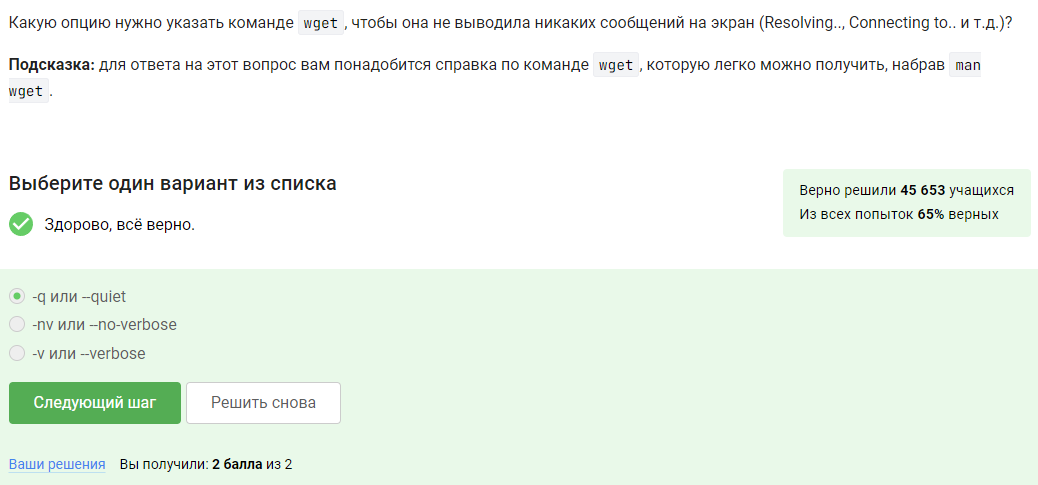 Какую опцию нужно указать команде wget, чтобы она не выводила никаких сообщений на экран (Resolving.., Connecting to.. и т.д.)?
Подсказка: для ответа на этот вопрос вам понадобится справка по команде wget, которую легко можно получить, набрав man
wget.
Выберите один вариант из списка
Здорово, всё верно.
Верно решили 45 653 учащихся
Из всех попыток 65% верных
-q или --quiet
-nv или --no-verbose
-v или --verbose
Следующий шаг
Решить снова
Ваши решения Вы получили: 2 балла из 2